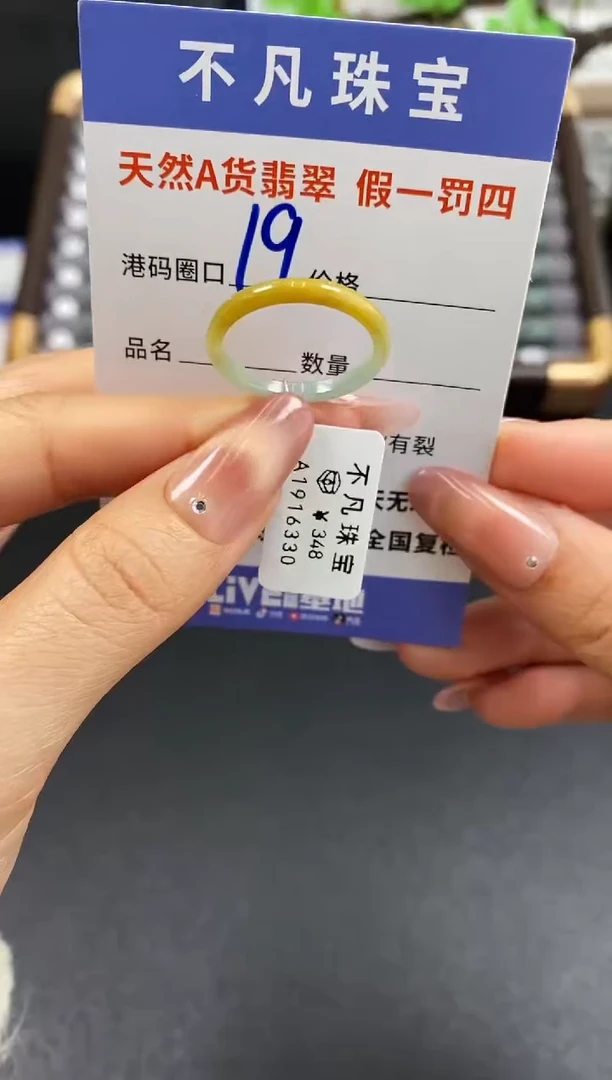 不凡珠宝
天然A货翡翠 假一罚四
港码圈口 19 价格
品名 数量
有裂
天无
全国复检
不凡珠宝
348
A1916330